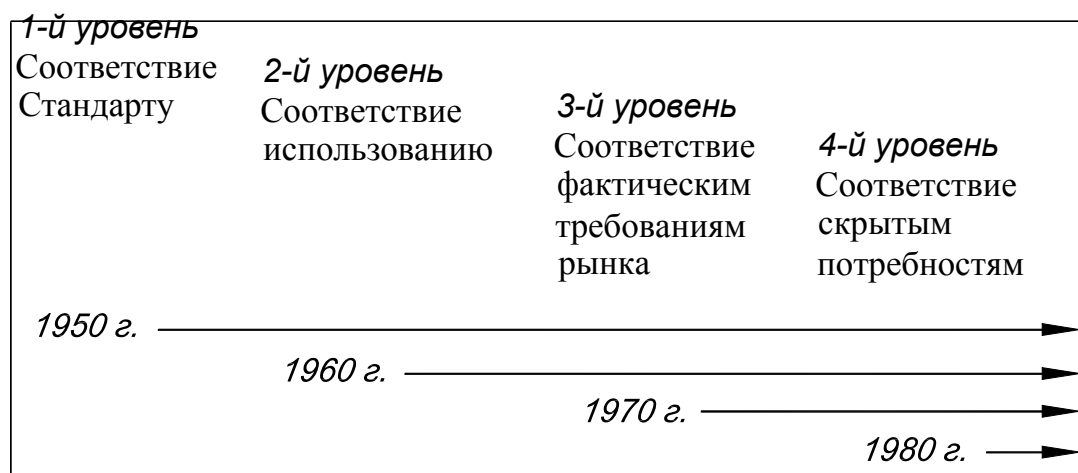 1-й уровень
Соответствие
Стандарту
2-й уровень
Соответствие
использованию
3-й уровень
Соответствие
фактическим
требованиям
рынка
4-й уровень
Соответствие
скрытым
потребностям
1950 г.
1960 г.
1970 г.
1980 г.